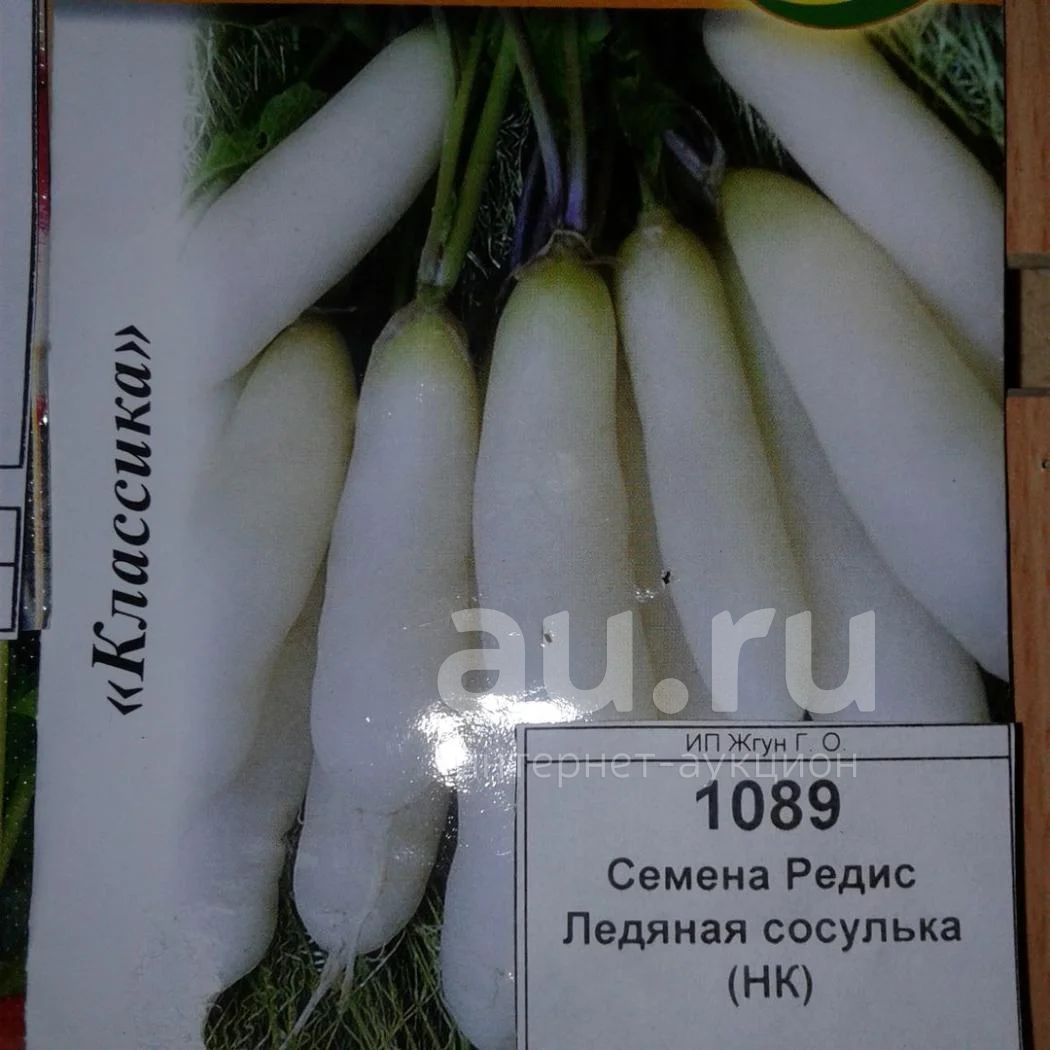 «Классика»
au.ru
интернет-аукцион
ИП Жгун Г. О.
1089
Семена Редис
Ледяная сосулька
(НК)